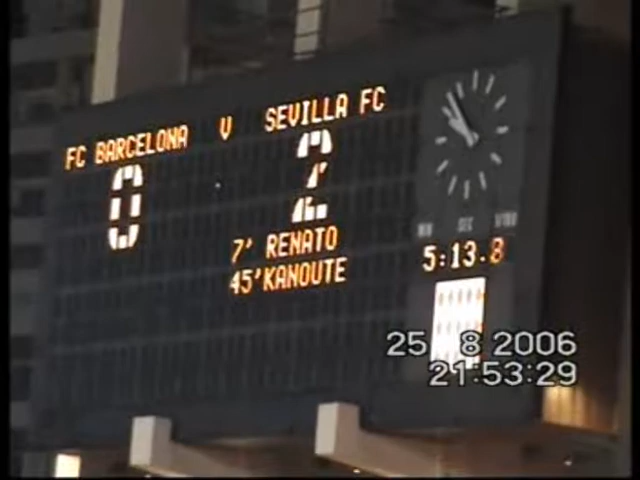 FC BARCELONA V SEVILLA FC
0 2
7' RENATO
45'KANOUTE
5:13.8
25 8 2006
21:53:29